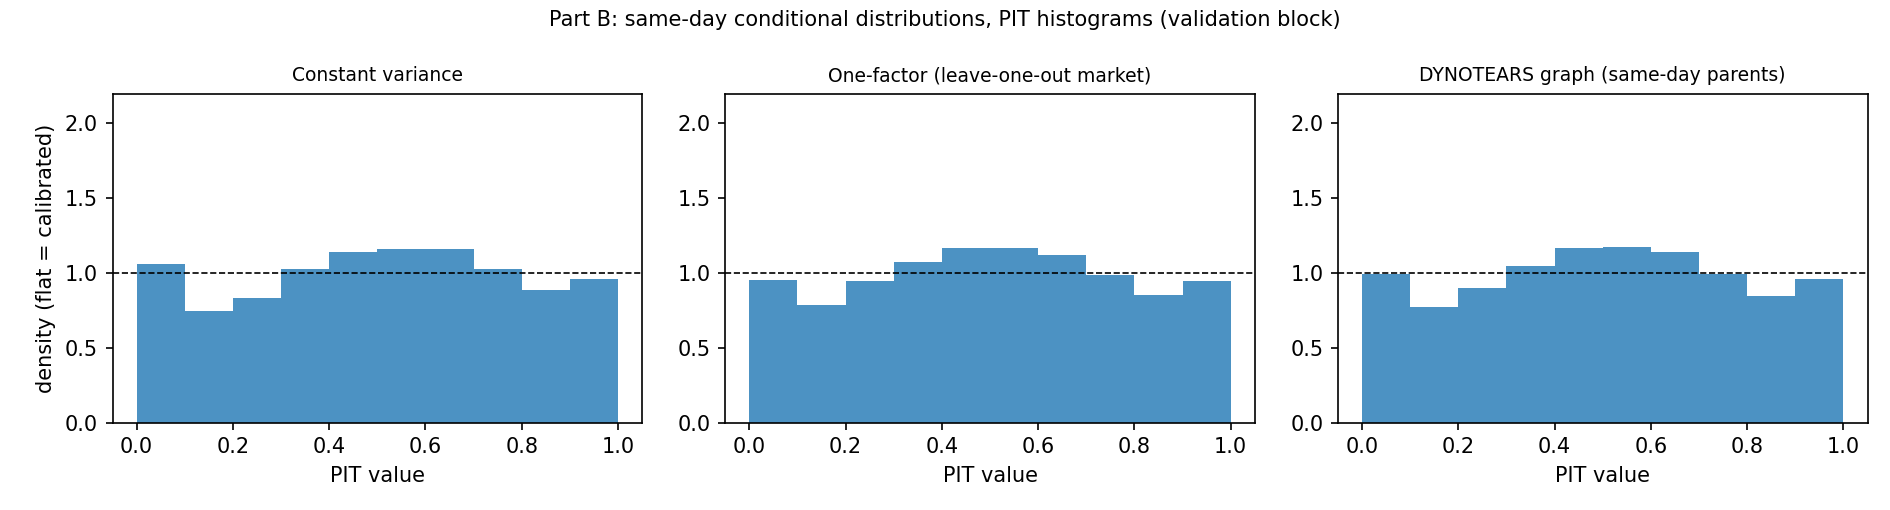 Part B: same-day conditional distributions, PIT histograms (validation block)
Constant variance
One-factor (leave-one-out market)
DYNOTEARS graph (same-day parents)
density (flat = calibrated)
2.0
1.5
1.0
0.5
0.0
0.0 0.2 0.4 0.6 0.8 1.0
PIT value
2.0
1.5
1.0
0.5
0.0
0.0 0.2 0.4 0.6 0.8 1.0
PIT value
2.0
1.5
1.0
0.5
0.0
0.0 0.2 0.4 0.6 0.8 1.0
PIT value